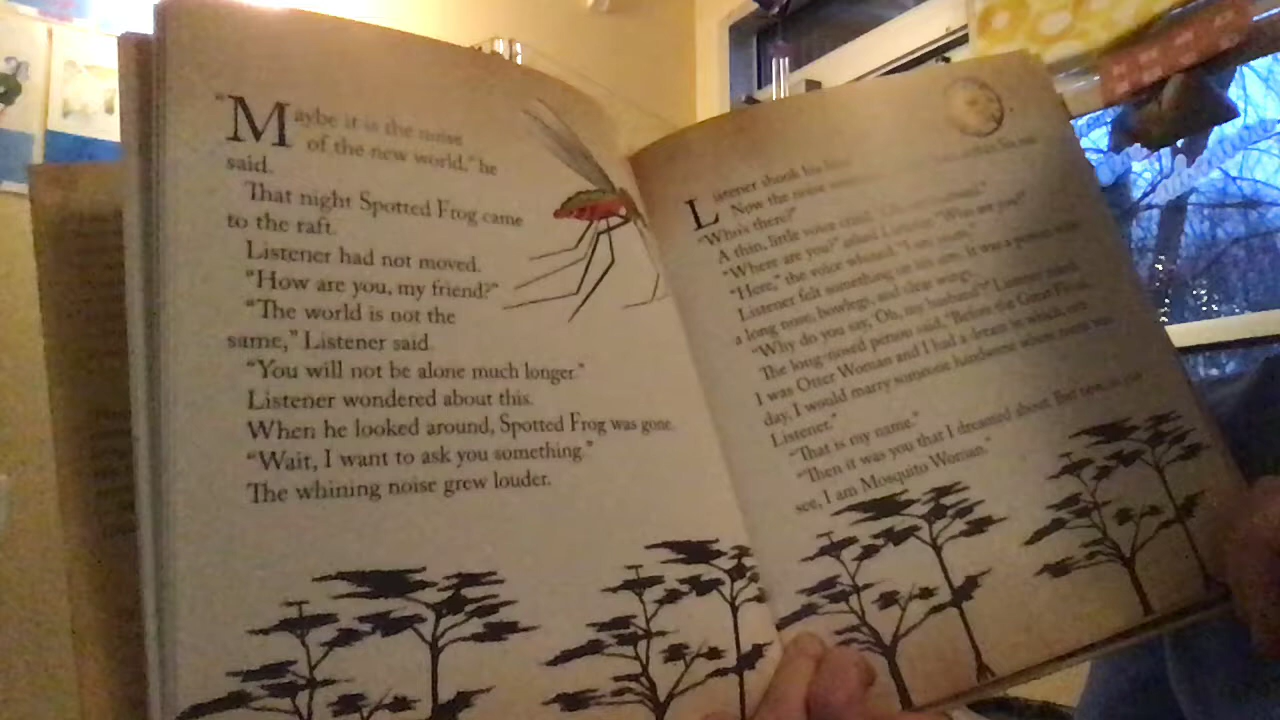 "Maybe it is the noise
of the new world," he
said.
That night Spotted Frog came
to the raft.
Listener had not moved.
"How are you, my friend?"
"The world is not the
same," Listener said.
"You will not be alone much longer."
Listener wondered about this.
When he looked around, Spotted Frog was gone.
"Wait, I want to ask you something."
The whining noise grew louder.
Listener shook his
Now the noise
"Who's there?"
A thin, little voice
"Where are you?" asked Listener. "Who are you?"
"Here," the voice whined. "I am
Listener felt something on his arm. It was a person with
a long nose, bowlegs, and clear wings.
"Why do you say, 'Oh, my husband'?" Listener
The long-nosed person said, "Before the Great Flood,
I was Otter Woman and I had a dream in which, one
day, I would marry someone handsome whose name was
Listener."
"That is my name."
"Then it was you that I dreamed about. But now, as you
see, I am Mosquito Woman."